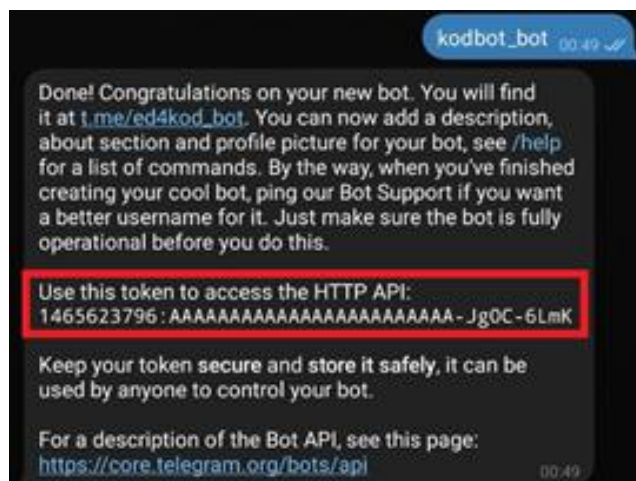 kodbot_bot 00:49
Done! Congratulations on your new bot. You will find
it at t.me/ed4kod_bot. You can now add a description,
about section and profile picture for your bot, see /help
for a list of commands. By the way, when you've finished
creating your cool bot, ping our Bot Support if you want
a better username for it. Just make sure the bot is fully
operational before you do this.
Use this token to access the HTTP API:
1465623796:AAAAAAAAAAAAAAAAAAAAAAAA-JgOC-6LmK
Keep your token secure and store it safely, it can be
used by anyone to control your bot.
For a description of the Bot API, see this page:
https://core.telegram.org/bots/api 00:49